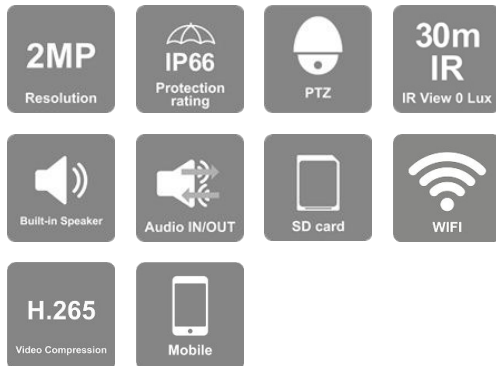 2MP
Resolution
IP66
Protection
rating
PTZ
30m
IR
IR View 0 Lux
Built-in Speaker
Audio IN/OUT
SD card
WIFI
H.265
Video Compression
Mobile